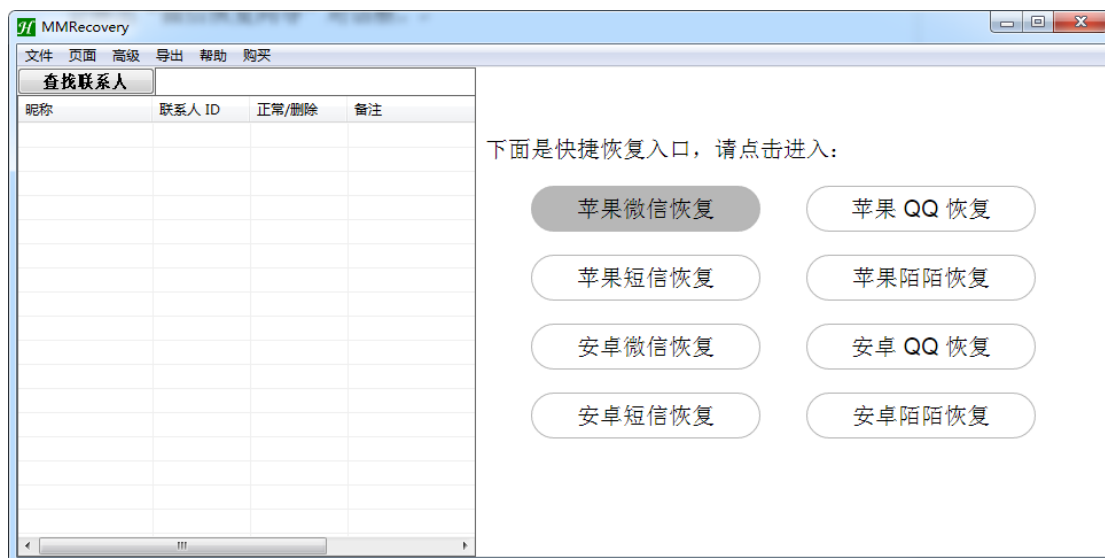 MMRecovery
文件 页面 高级 导出 帮助 购买
查找联系人
昵称 联系人 ID 正常/删除 备注
下面是快捷恢复入口，请点击进入：
苹果微信恢复 苹果 QQ 恢复
苹果短信恢复 苹果陌陌恢复
安卓微信恢复 安卓 QQ 恢复
安卓短信恢复 安卓陌陌恢复